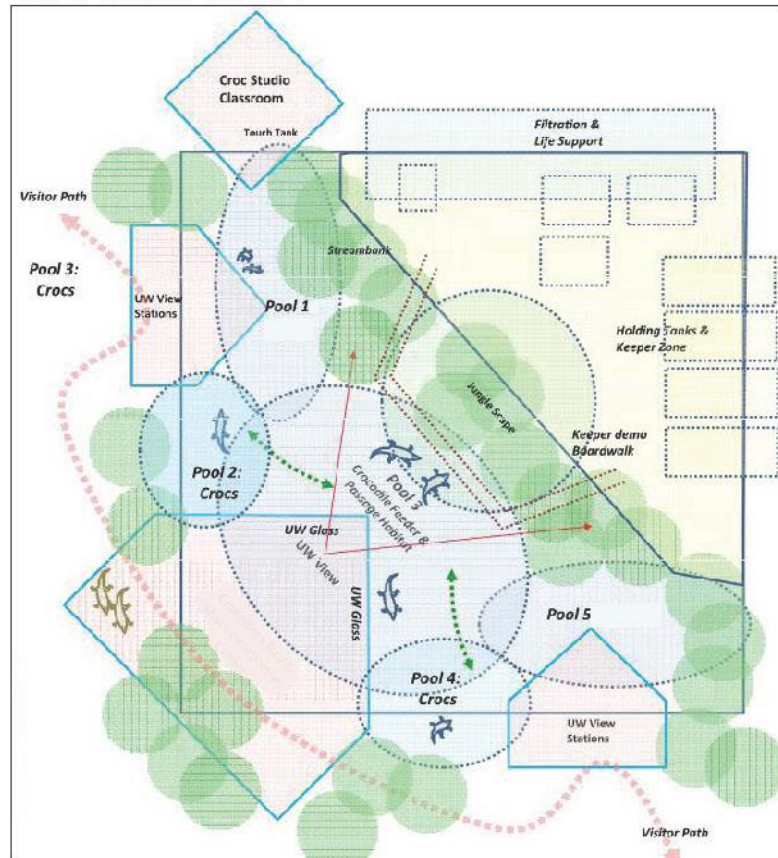 Croc Studio
Classroom
Touch Tank
Filtration &
Life Support
Visitor Path
Streambank
Pool 3:
Crocs
UW View
Stations
Pool 1
Holding Tanks &
Keeper Zone
Jungle Scape
Keeper demo
Boardwalk
Pool 2:
Crocs
Pool 3
Crocodile Feeder &
Passage Habitat
UW Glass
UW View
UW Glass
Pool 5
Pool 4:
Crocs
UW View
Stations
Visitor Path